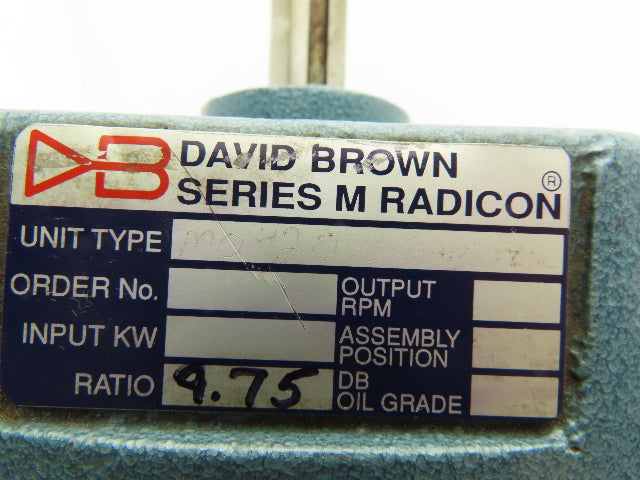 DB DAVID BROWN
SERIES M RADICON ®
UNIT TYPE
ORDER No.
OUTPUT RPM
INPUT KW
ASSEMBLY POSITION
RATIO 9.75
DB OIL GRADE